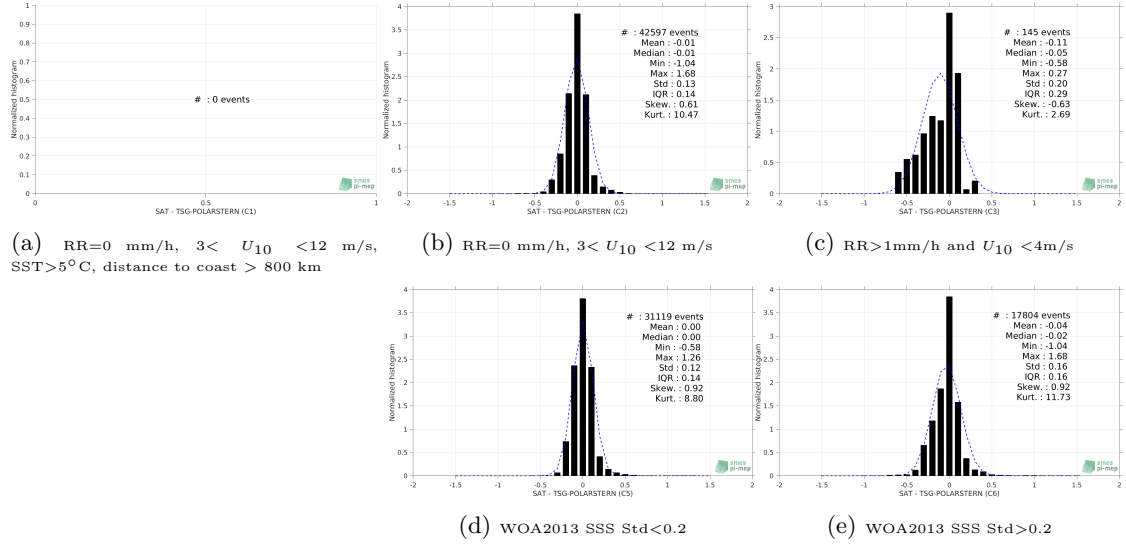 1
0.9
0.8
0.7
0.6
0.5
0.4
0.3
0.2
0.1
0
Normalized histogram
# : 0 events
smos
pi-mep
0 0.5 1
SAT - TSG-POLARSTERN (C1)
(a) RR=0 mm/h, 3< U10 <12 m/s,
SST>5°C, distance to coast > 800 km
4
3.5
3
2.5
2
1.5
1
0.5
0
Normalized histogram
# : 42597 events
Mean : -0.01
Median : -0.01
Min : -1.04
Max : 1.68
Std : 0.13
IQR : 0.14
Skew. : 0.61
Kurt. : 10.47
smos
pi-mep
-2 -1.5 -1 -0.5 0 0.5 1 1.5 2
SAT - TSG-POLARSTERN (C2)
(b) RR=0 mm/h, 3< U10 <12 m/s
3
2.5
2
1.5
1
0.5
0
Normalized histogram
# : 145 events
Mean : -0.11
Median : -0.05
Min : -0.58
Max : 0.27
Std : 0.20
IQR : 0.29
Skew. : -0.63
Kurt. : 2.69
smos
pi-mep
-2 -1.5 -1 -0.5 0 0.5 1 1.5 2
SAT - TSG-POLARSTERN (C3)
(c) RR>1mm/h and U10 <4m/s
4
3.5
3
2.5
2
1.5
1
0.5
0
Normalized histogram
# : 31119 events
Mean : 0.00
Median : 0.00
Min : -0.58
Max : 1.26
Std : 0.12
IQR : 0.14
Skew. : 0.92
Kurt. : 8.80
smos
pi-mep
-2 -1.5 -1 -0.5 0 0.5 1 1.5 2
SAT - TSG-POLARSTERN (C5)
(d) WOA2013 SSS Std<0.2
4
3.5
3
2.5
2
1.5
1
0.5
0
Normalized histogram
# : 17804 events
Mean : -0.04
Median : -0.02
Min : -1.04
Max : 1.68
Std : 0.16
IQR : 0.16
Skew. : 0.92
Kurt. : 11.73
smos
pi-mep
-2 -1.5 -1 -0.5 0 0.5 1 1.5 2
SAT - TSG-POLARSTERN (C6)
(e) WOA2013 SSS Std>0.2